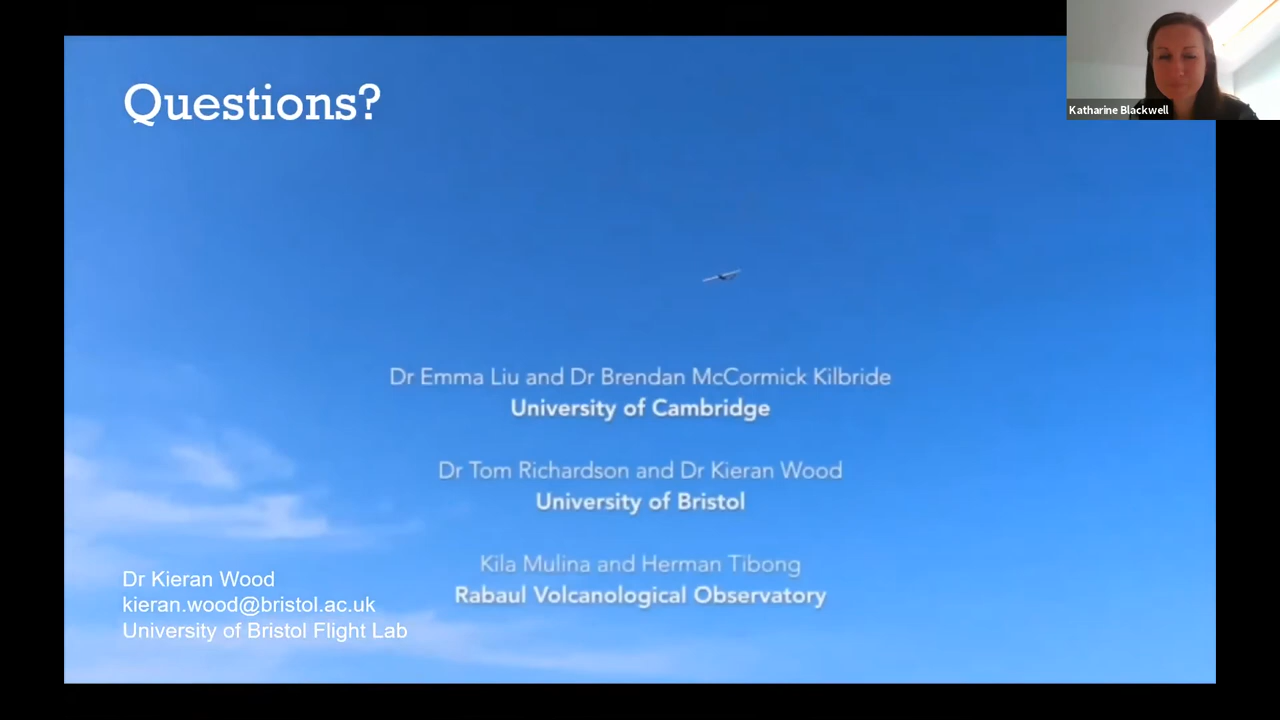 Questions?
Katharine Blackwell
Dr Emma Liu and Dr Brendan McCormick Kilbride
University of Cambridge
Dr Tom Richardson and Dr Kieran Wood
University of Bristol
Kila Mulina and Herman Tibong
Rabaul Volcanological Observatory
Dr Kieran Wood
kieran.wood@bristol.ac.uk
University of Bristol Flight Lab